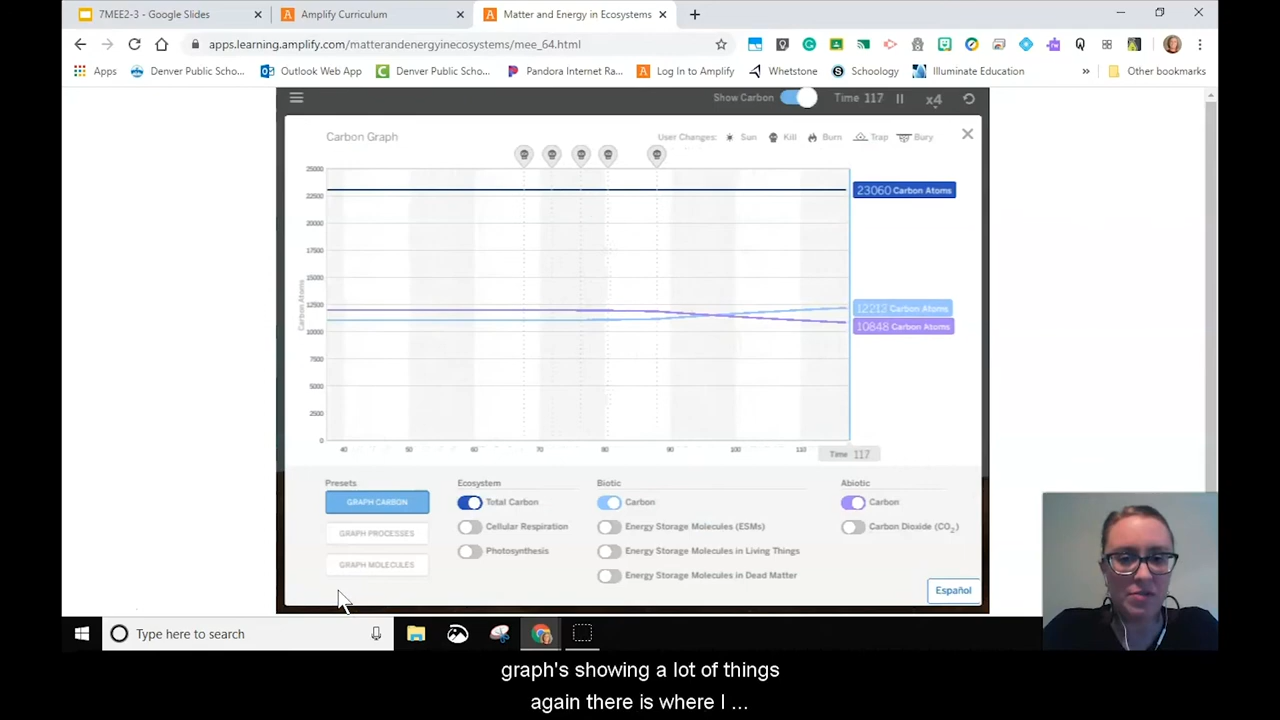 7MEE2-3 - Google Slides
Amplify Curriculum
Matter and Energy in Ecosystems
apps.learning.amplify.com/matterandenergyinecosystems/mee_64.html
Apps
Denver Public Scho...
Outlook Web App
Denver Public Scho...
Pandora Internet Ra...
Log In to Amplify
Whetstone
Schoology
Illuminate Education
»
Other bookmarks
Show Carbon
Time 117
x4
Carbon Graph
User Changes:
Sun
Kill
Burn
Trap
Bury
25000
22500
20000
17500
15000
12500
10000
7500
5000
2500
0
Carbon Atoms
23060 Carbon Atoms
12213 Carbon Atoms
10848 Carbon Atoms
40
50
60
70
80
90
100
110
Time 117
Presets
GRAPH CARBON
GRAPH PROCESSES
GRAPH MOLECULES
Ecosystem
Total Carbon
Cellular Respiration
Photosynthesis
Biotic
Carbon
Energy Storage Molecules (ESMs)
Energy Storage Molecules in Living Things
Energy Storage Molecules in Dead Matter
Abiotic
Carbon
Carbon Dioxide (CO₂)
Español
Type here to search
graph's showing a lot of things
again there is where I ...